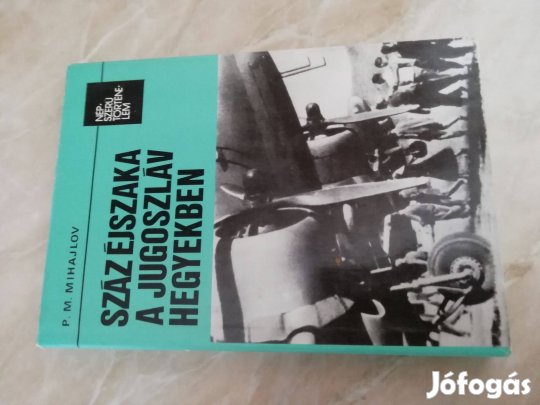 NÉP-
SZERŰ
TÖRTÉNE-
LEM
P. M. MIHAJLOV
SZÁZ ÉJSZAKA
A JUGOSZLÁV
HEGYEKBEN
Jófogás